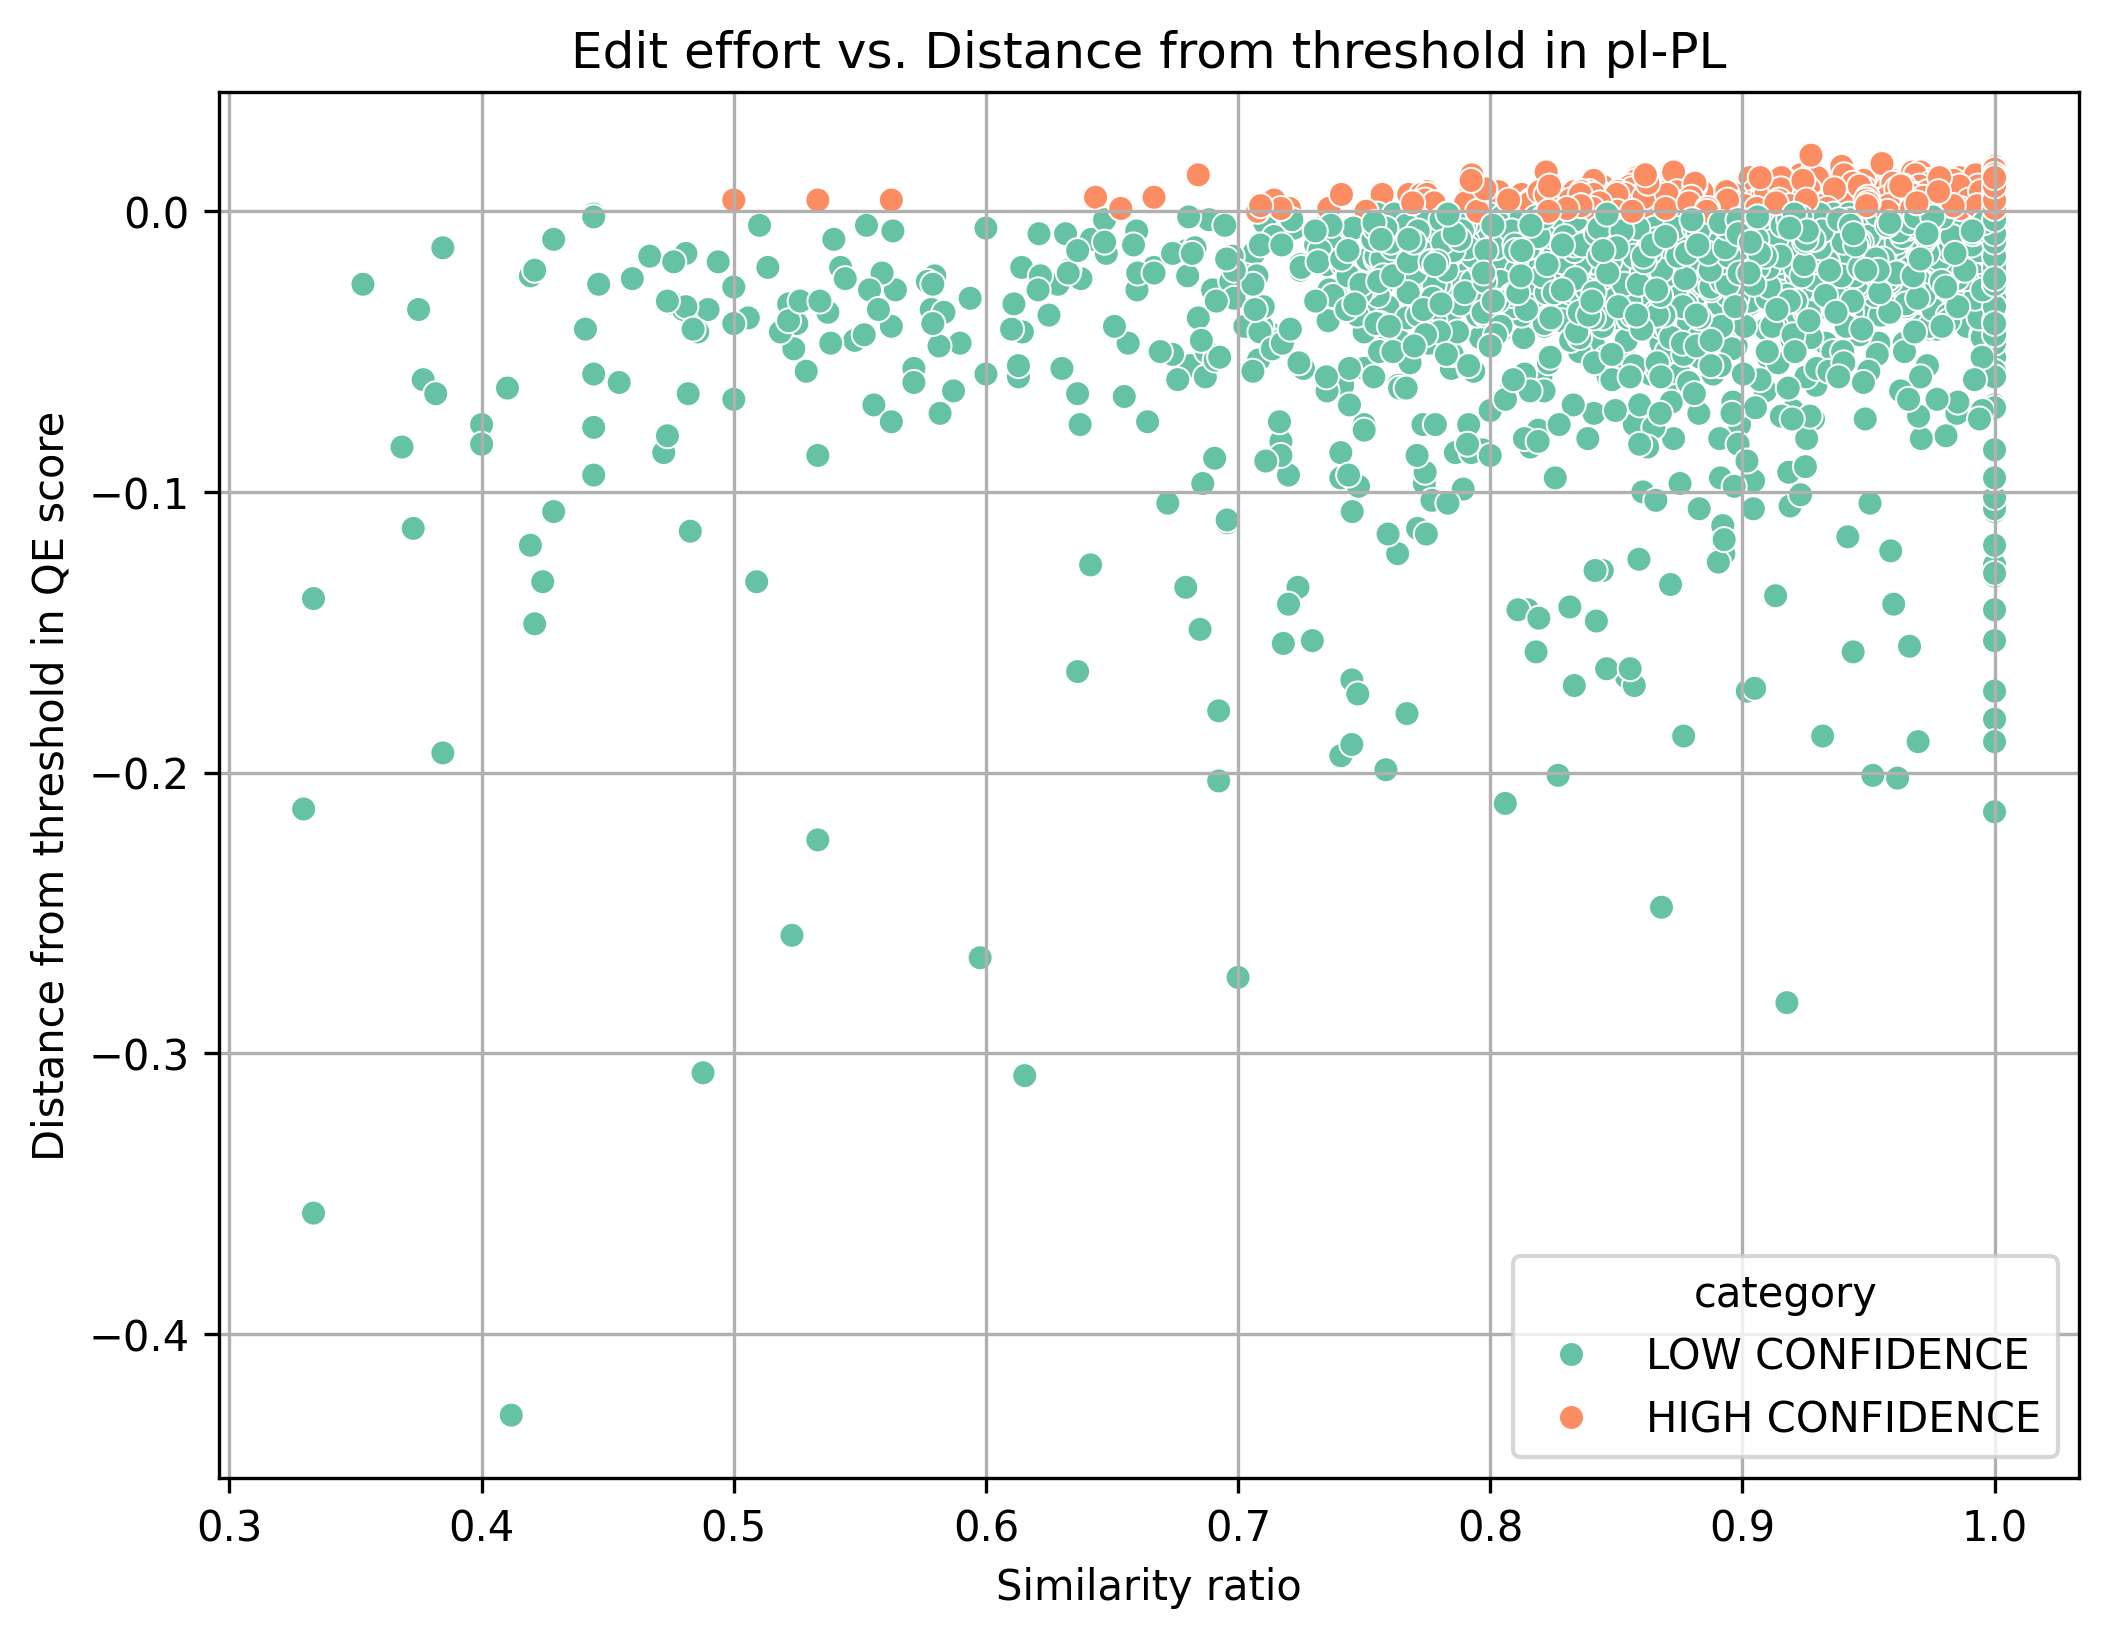 Edit effort vs. Distance from threshold in pl-PL
Distance from threshold in QE score
0.0
−0.1
−0.2
−0.3
−0.4
category
LOW CONFIDENCE
HIGH CONFIDENCE
0.3 0.4 0.5 0.6 0.7 0.8 0.9 1.0
Similarity ratio